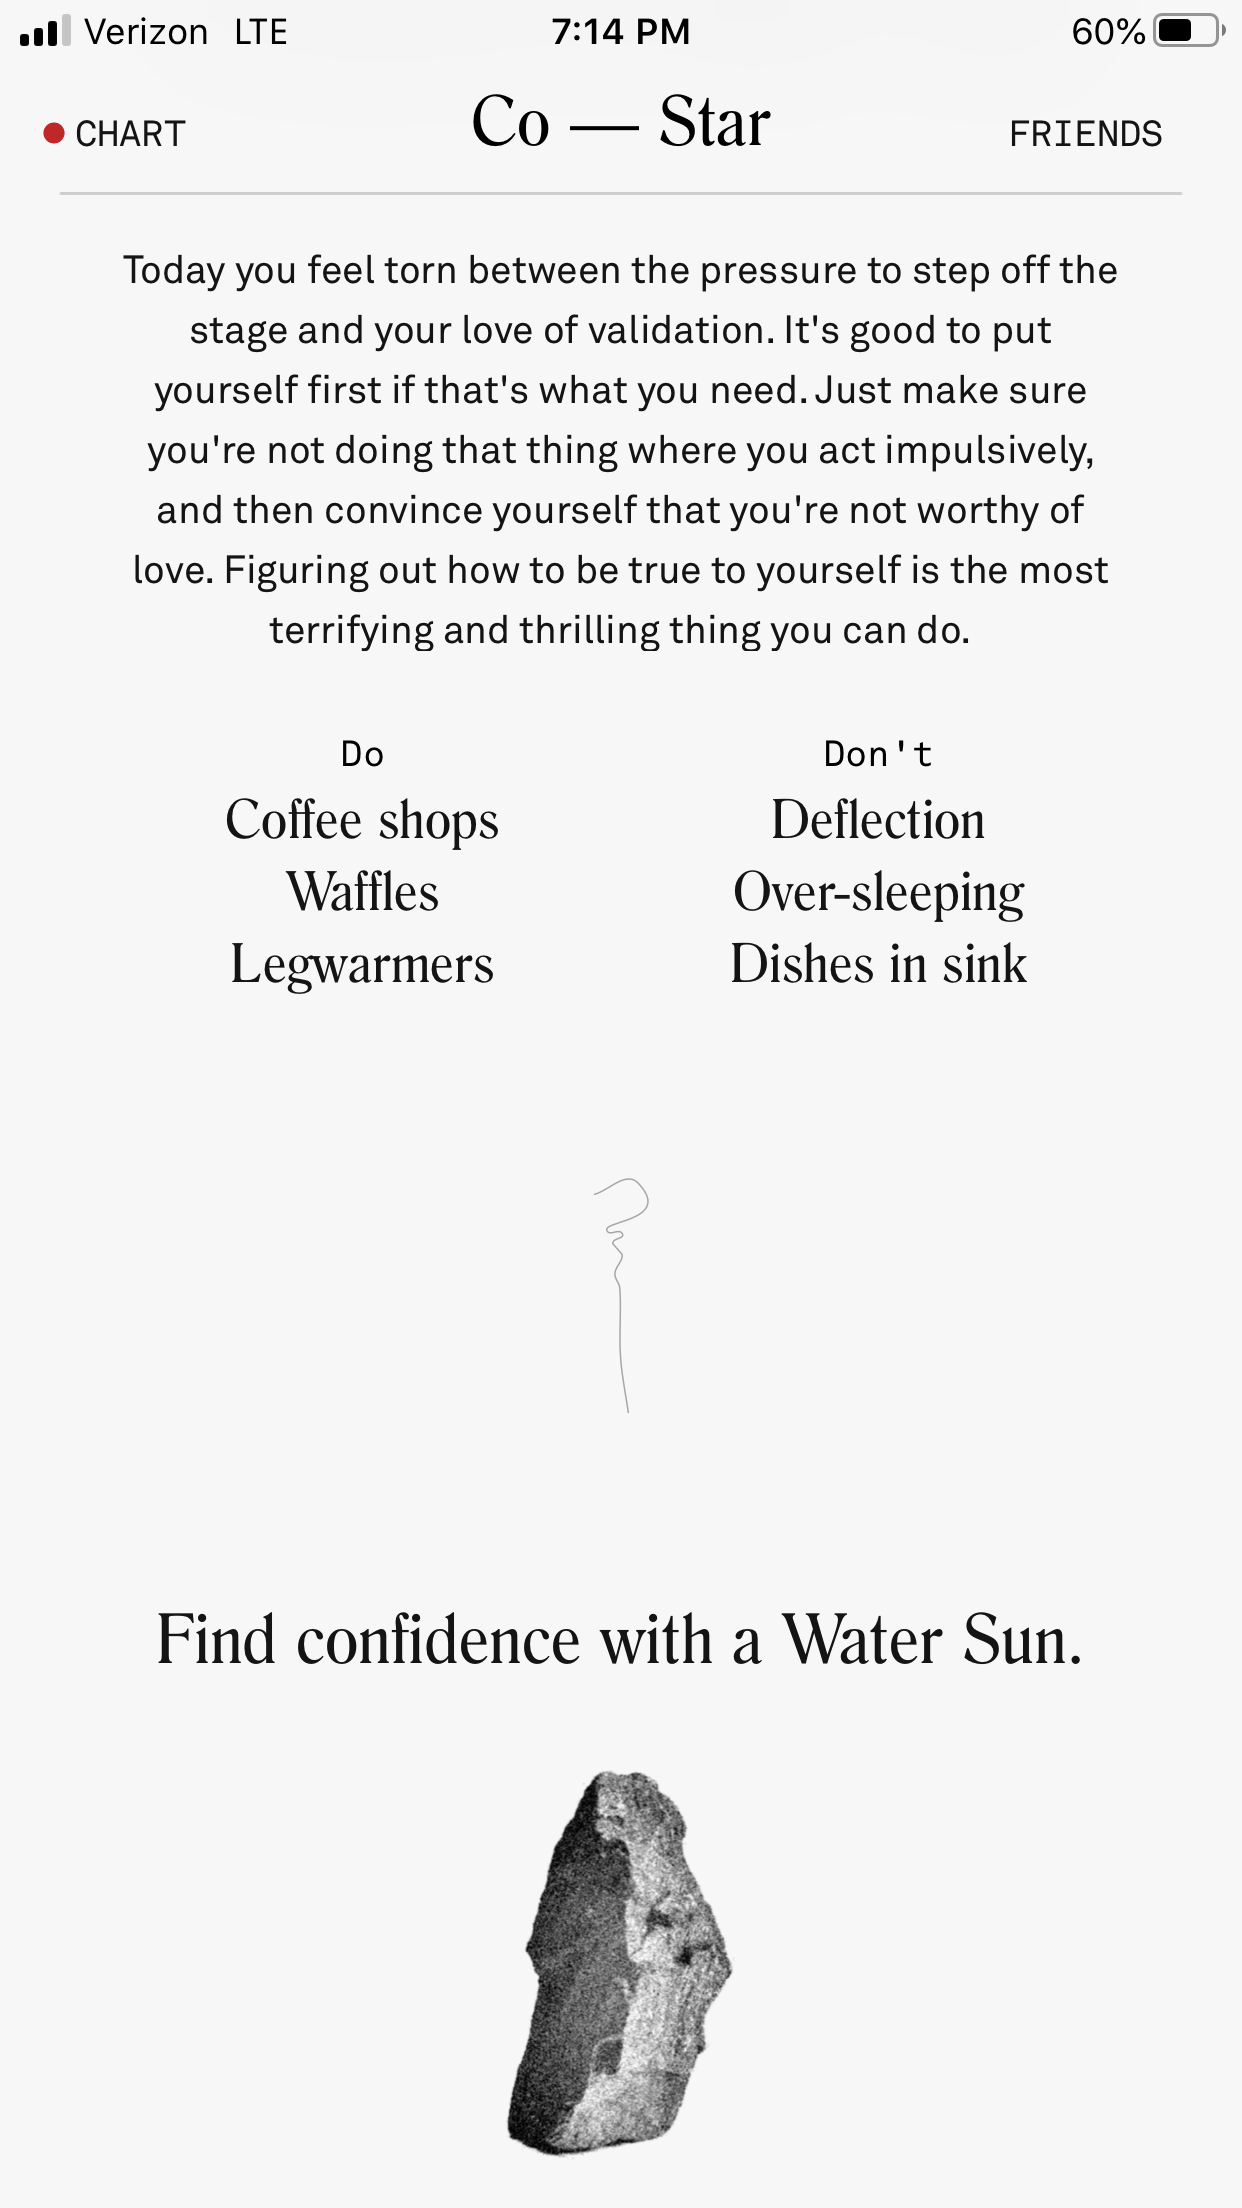 Verizon LTE 7:14 PM 60%
CHART Co — Star FRIENDS
Today you feel torn between the pressure to step off the
stage and your love of validation. It's good to put
yourself first if that's what you need. Just make sure
you're not doing that thing where you act impulsively,
and then convince yourself that you're not worthy of
love. Figuring out how to be true to yourself is the most
terrifying and thrilling thing you can do.
Do
Coffee shops
Waffles
Legwarmers
Don't
Deflection
Over-sleeping
Dishes in sink
Find confidence with a Water Sun.